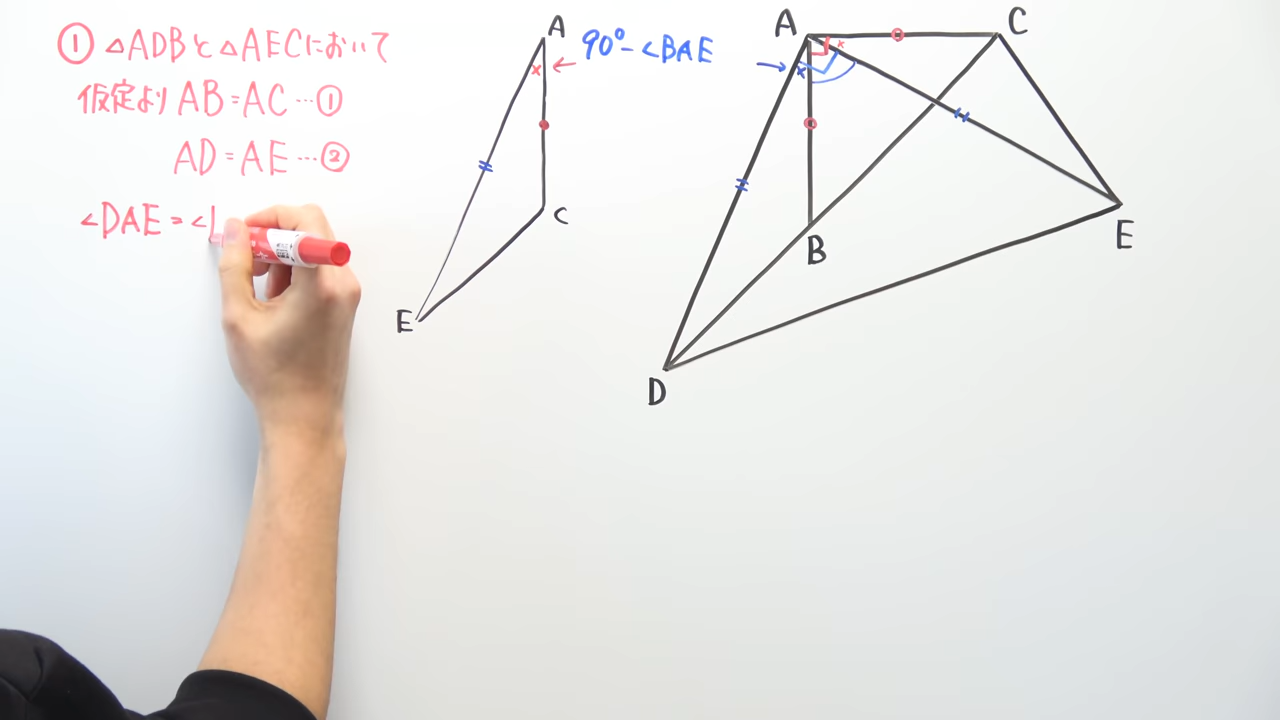 ① △ADBと△AECにおいて
仮定より AB=AC…①
AD=AE…②
∠DAE=∠
A
C
E
90°-∠BAE
A
C
B
E
D